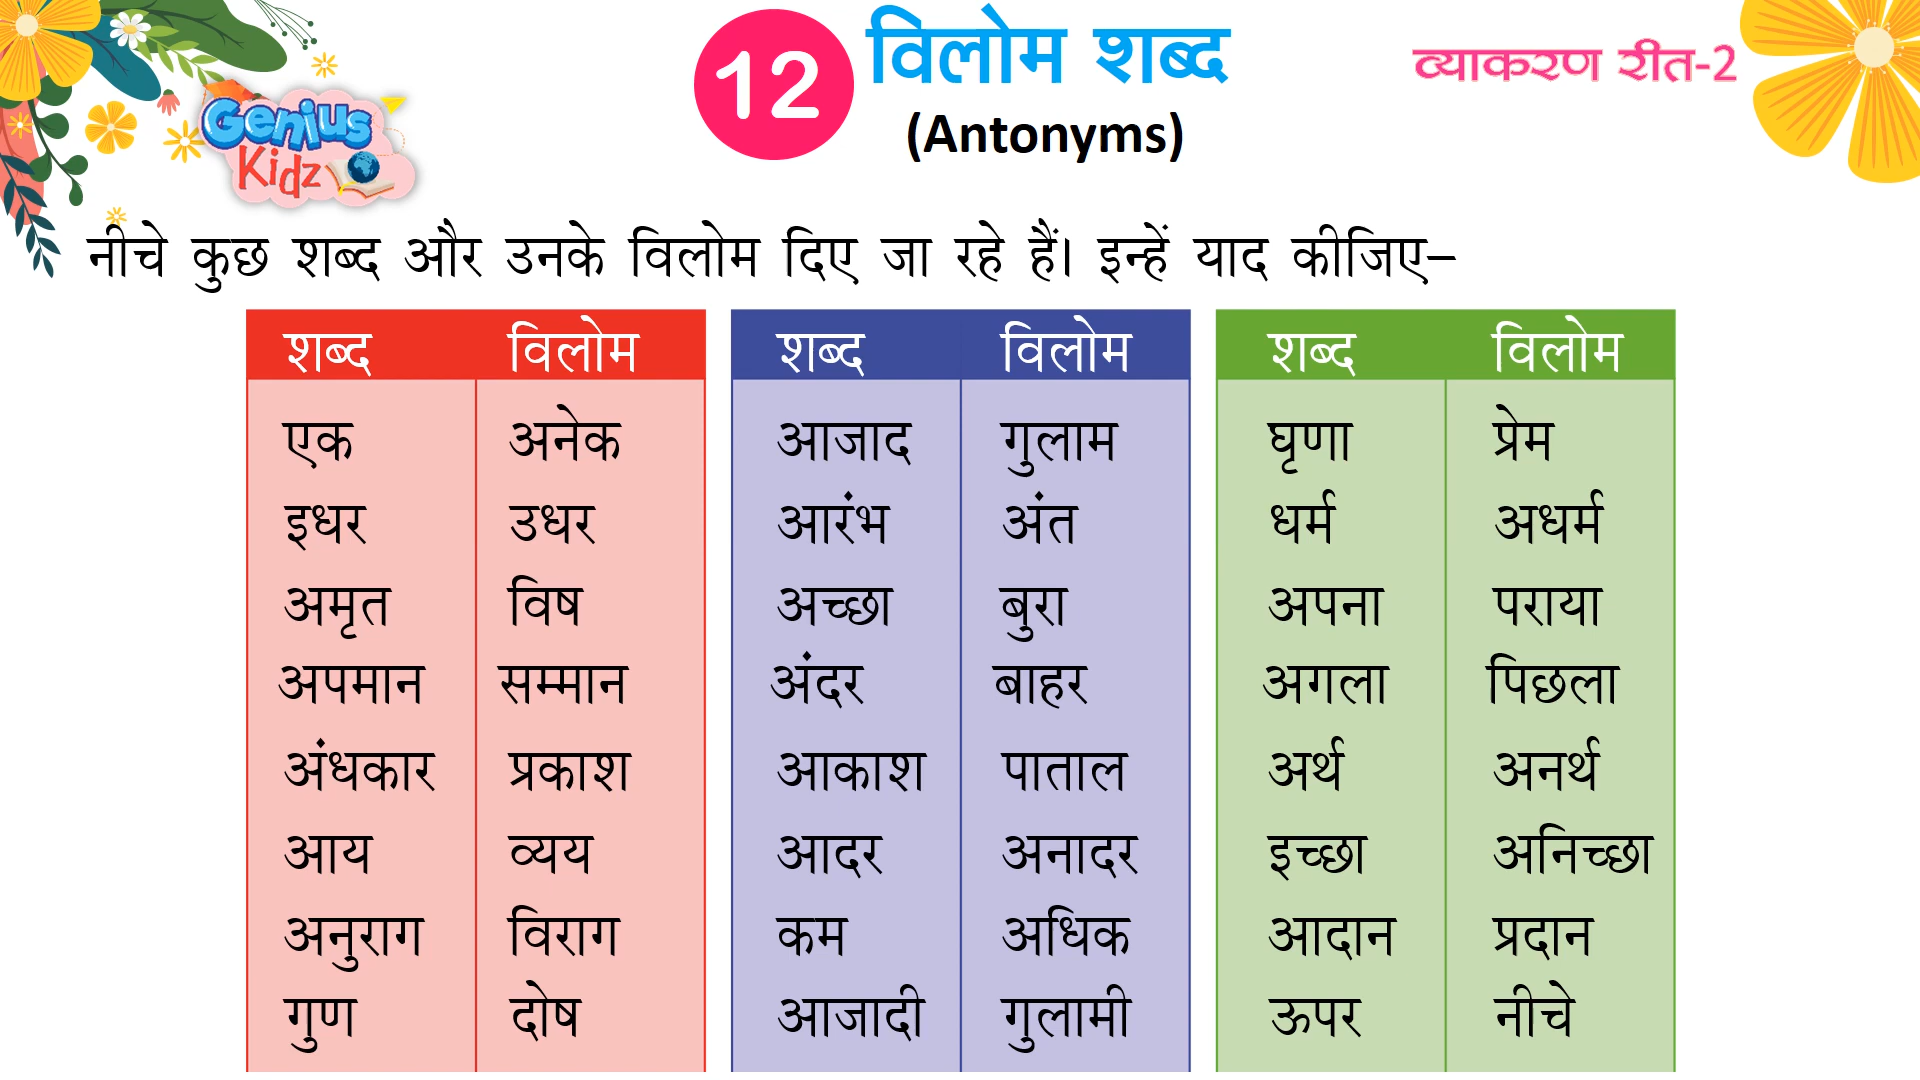 12
विलोम शब्द
(Antonyms)
व्याकरण रीत-2
Genius
Kidz
नीचे कुछ शब्द और उनके विलोम दिए जा रहे हैं। इन्हें याद कीजिए–
शब्द विलोम शब्द विलोम शब्द विलोम
एक अनेक आजाद गुलाम घृणा प्रेम
इधर उधर आरंभ अंत धर्म अधर्म
अमृत विष अच्छा बुरा अपना पराया
अपमान सम्मान अंदर बाहर अगला पिछला
अंधकार प्रकाश आकाश पाताल अर्थ अनर्थ
आय व्यय आदर अनादर इच्छा अनिच्छा
अनुराग विराग कम अधिक आदान प्रदान
गुण दोष आजादी गुलामी ऊपर नीचे